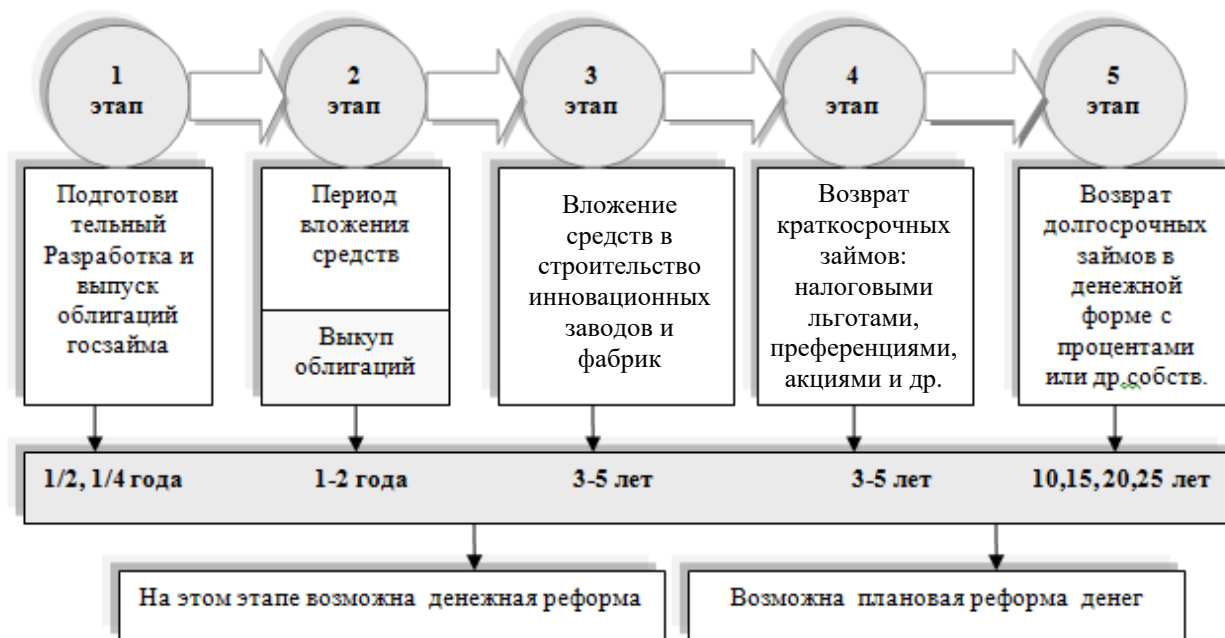 1
этап
2
этап
3
этап
4
этап
5
этап
Подготови
тельный
Разработка и
выпуск
облигаций
госзайма
Период
вложения
средств
Выкуп
облигаций
Вложение
средств в
строительство
инновационных
заводов и
фабрик
Возврат
краткосрочных
займов:
налоговыми
льготами,
преференциями,
акциями и др.
Возврат
долгосрочных
займов в
денежной
форме с
процентами
или др.собств.
1/2, 1/4 года
1-2 года
3-5 лет
3-5 лет
10,15,20,25 лет
На этом этапе возможна денежная реформа
Возможна плановая реформа денег